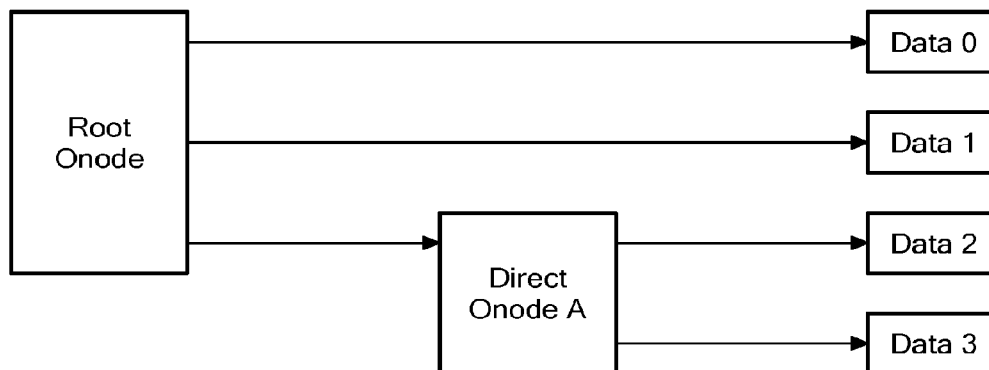 Root
Onode
Data 0
Data 1
Direct
Onode A
Data 2
Data 3